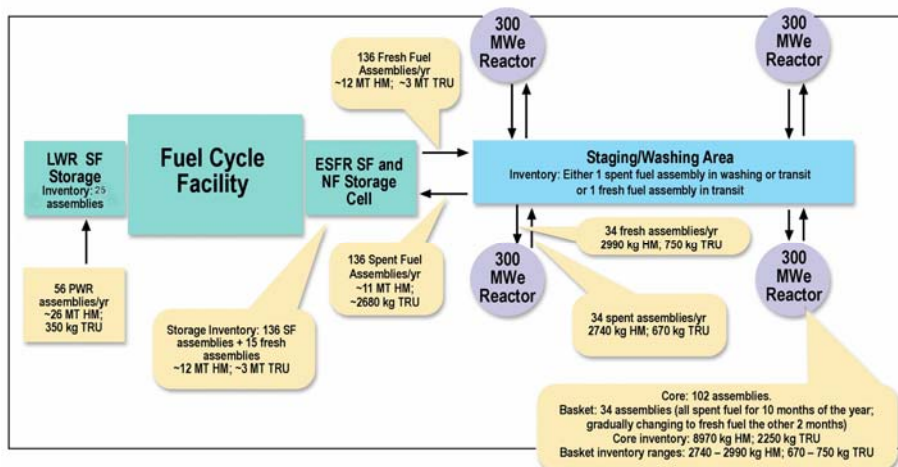 300
MWe
Reactor
300
MWe
Reactor
136 Fresh Fuel
Assemblies/yr
~12 MT HM; ~3 MT TRU
LWR SF
Storage
Inventory: 25
assemblies
Fuel Cycle
Facility
ESFR SF and
NF Storage
Cell
Staging/Washing Area
Inventory: Either 1 spent fuel assembly in washing or transit
or 1 fresh fuel assembly in transit
34 fresh assemblies/yr
2990 kg HM; 750 kg TRU
136 Spent Fuel
Assemblies/yr
~11 MT HM;
~2680 kg TRU
300
MWe
Reactor
300
MWe
Reactor
56 PWR
assemblies/yr
~26 MT HM;
350 kg TRU
Storage Inventory: 136 SF
assemblies + 15 fresh
assemblies
~12 MT HM; ~3 MT TRU
34 spent assemblies/yr
2740 kg HM; 670 kg TRU
Core: 102 assemblies.
Basket: 34 assemblies (all spent fuel for 10 months of the year;
gradually changing to fresh fuel the other 2 months)
Core inventory: 8970 kg HM; 2250 kg TRU
Basket inventory ranges: 2740 – 2990 kg HM; 670 – 750 kg TRU